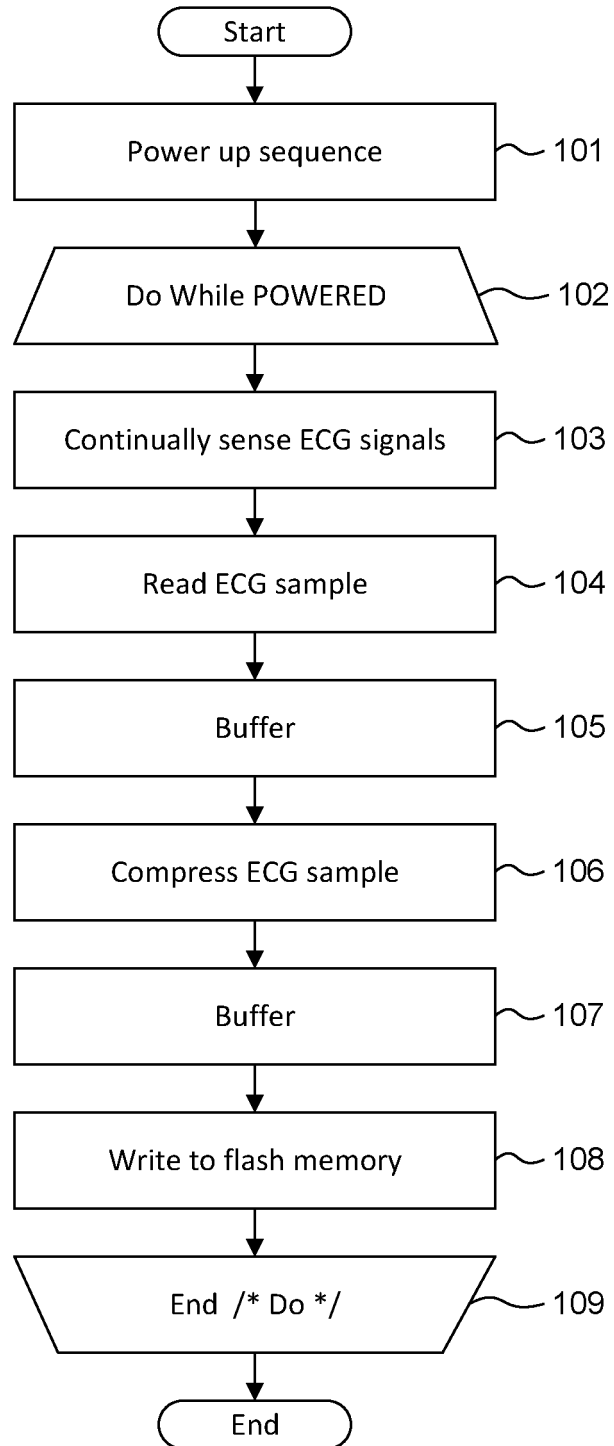 Start
Power up sequence 101
Do While POWERED 102
Continually sense ECG signals 103
Read ECG sample 104
Buffer 105
Compress ECG sample 106
Buffer 107
Write to flash memory 108
End /* Do */ 109
End